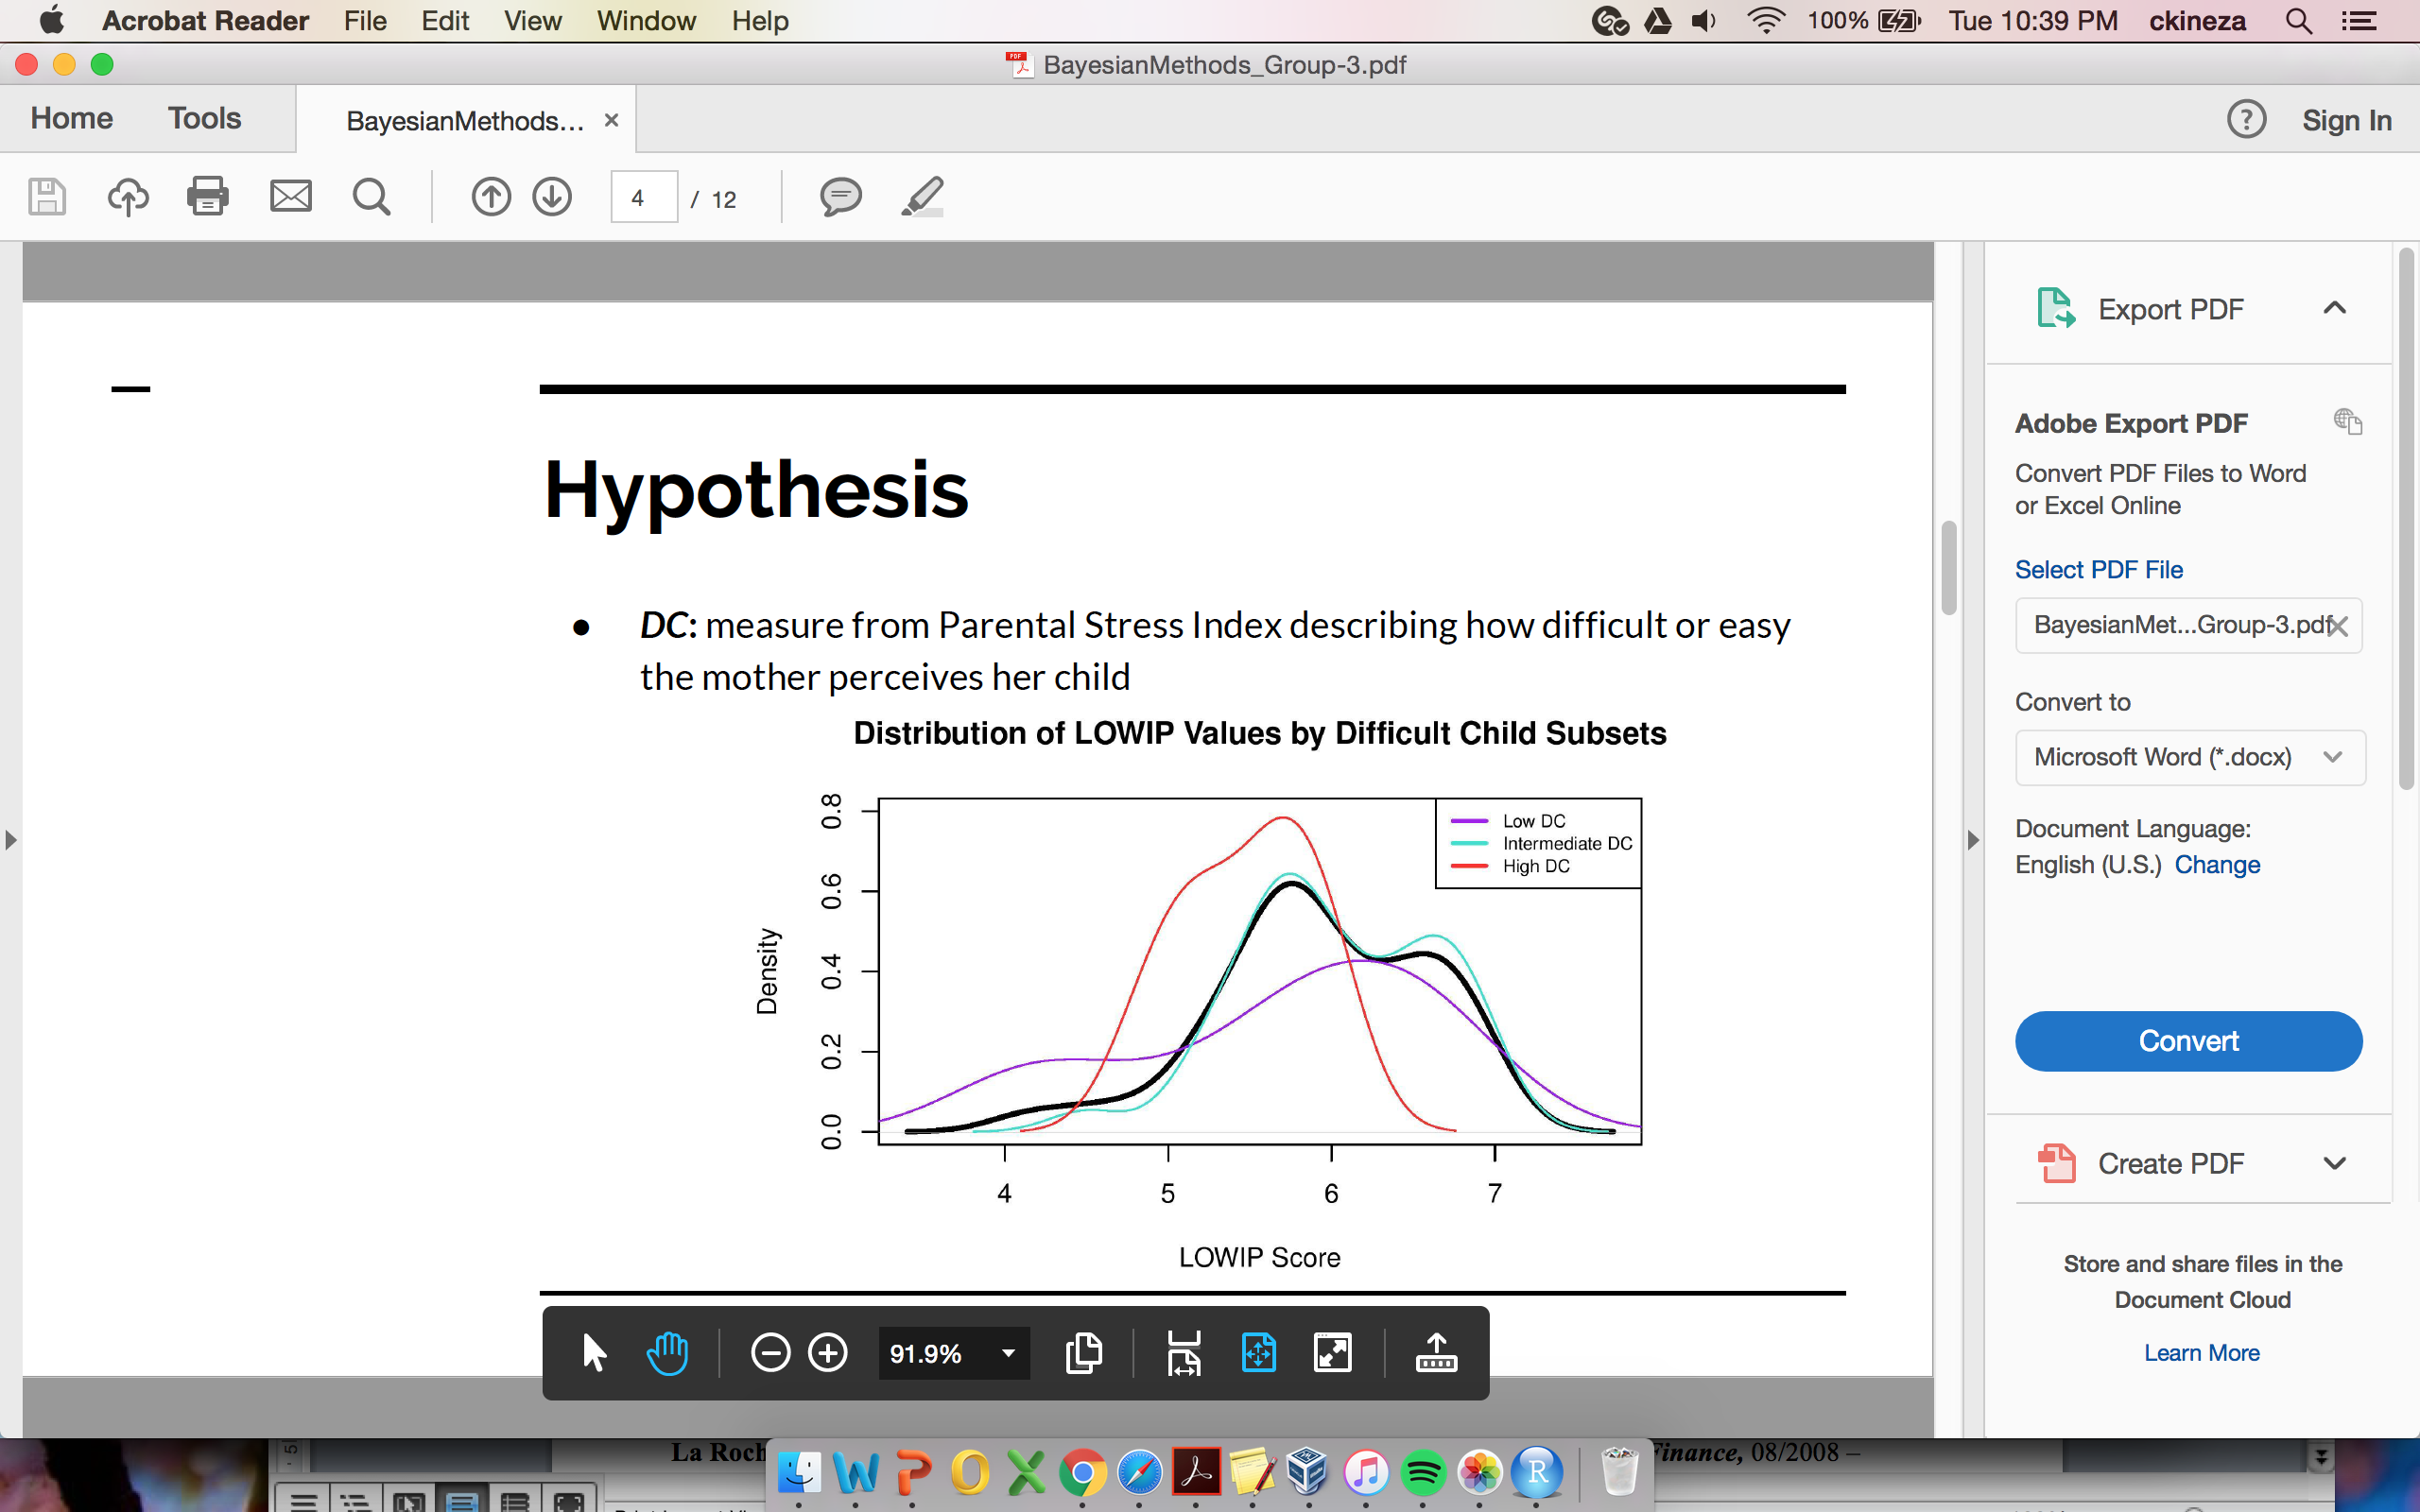 Acrobat Reader File Edit View Window Help 100% Tue 10:39 PM ckineza
BayesianMethods_Group-3.pdf
Home Tools BayesianMethods... × ? Sign In
4 / 12
Export PDF
Adobe Export PDF
Convert PDF Files to Word
or Excel Online
Select PDF File
BayesianMet...Group-3.pdf
Convert to
Microsoft Word (*.docx)
Document Language:
English (U.S.) Change
Convert
Create PDF
Store and share files in the
Document Cloud
Learn More
Hypothesis
● DC: measure from Parental Stress Index describing how difficult or easy
the mother perceives her child
Distribution of LOWIP Values by Difficult Child Subsets
Low DC
Intermediate DC
High DC
Density
0.0 0.2 0.4 0.6 0.8
4 5 6 7
LOWIP Score
91.9%
La Roch
Finance, 08/2008 –